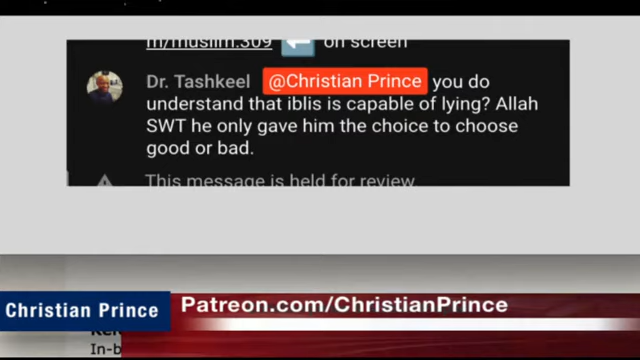 m/muslim:309 on screen
Dr. Tashkeel @Christian Prince you do
understand that iblis is capable of lying? Allah
SWT he only gave him the choice to choose
good or bad.
This message is held for review
Christian Prince
Patreon.com/ChristianPrince
In-b